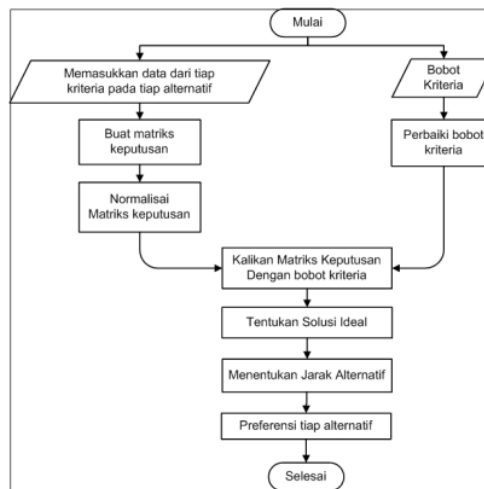 Mulai
Memasukkan data dari tiap
kriteria pada tiap alternatif
Bobot
Kriteria
Buat matriks
keputusan
Perbaiki bobot
kriteria
Normalisai
Matriks keputusan
Kalikan Matriks Keputusan
Dengan bobot kriteria
Tentukan Solusi Ideal
Menentukan Jarak Alternatif
Preferensi tiap alternatif
Selesai